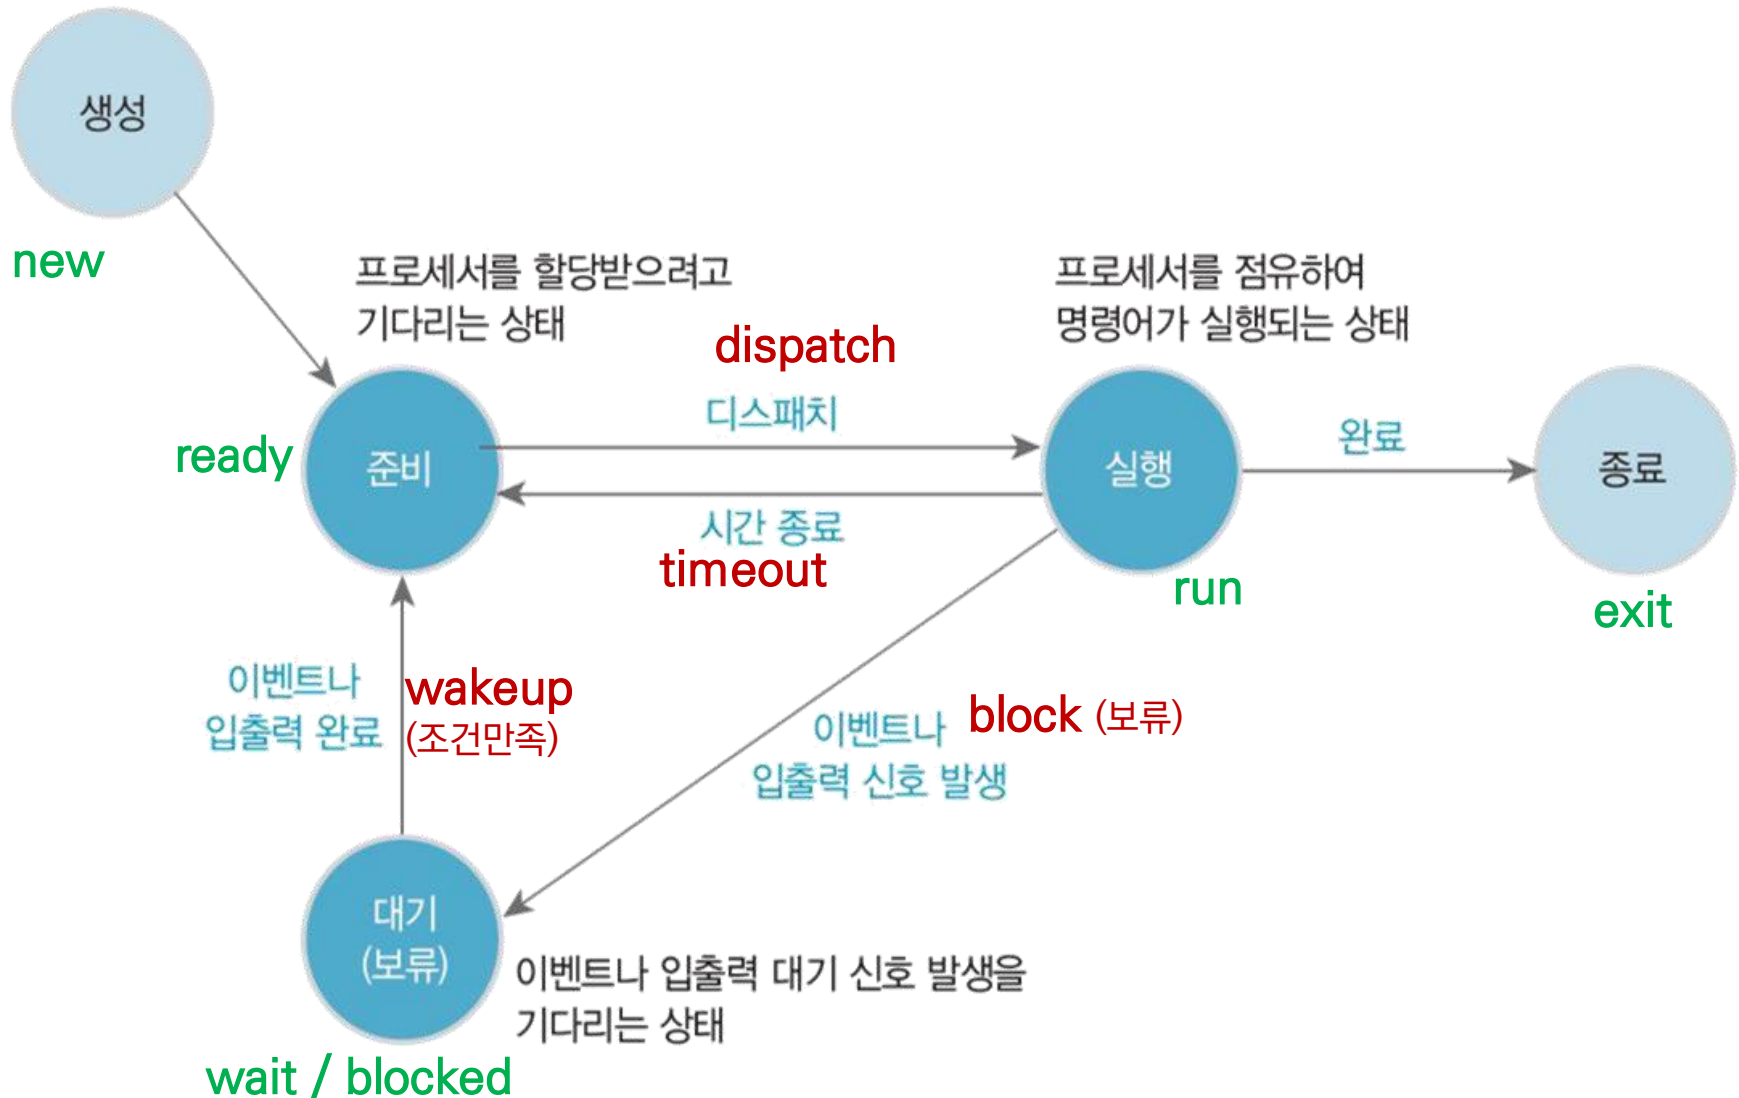 생성
new
프로세서를 할당받으려고
기다리는 상태
프로세서를 점유하여
명령어가 실행되는 상태
dispatch
디스패치
ready
준비
실행
완료
종료
시간 종료
timeout
run
exit
이벤트나
입출력 완료
wakeup
(조건만족)
이벤트나
입출력 신호 발생
block (보류)
대기
(보류)
이벤트나 입출력 대기 신호 발생을
기다리는 상태
wait / blocked